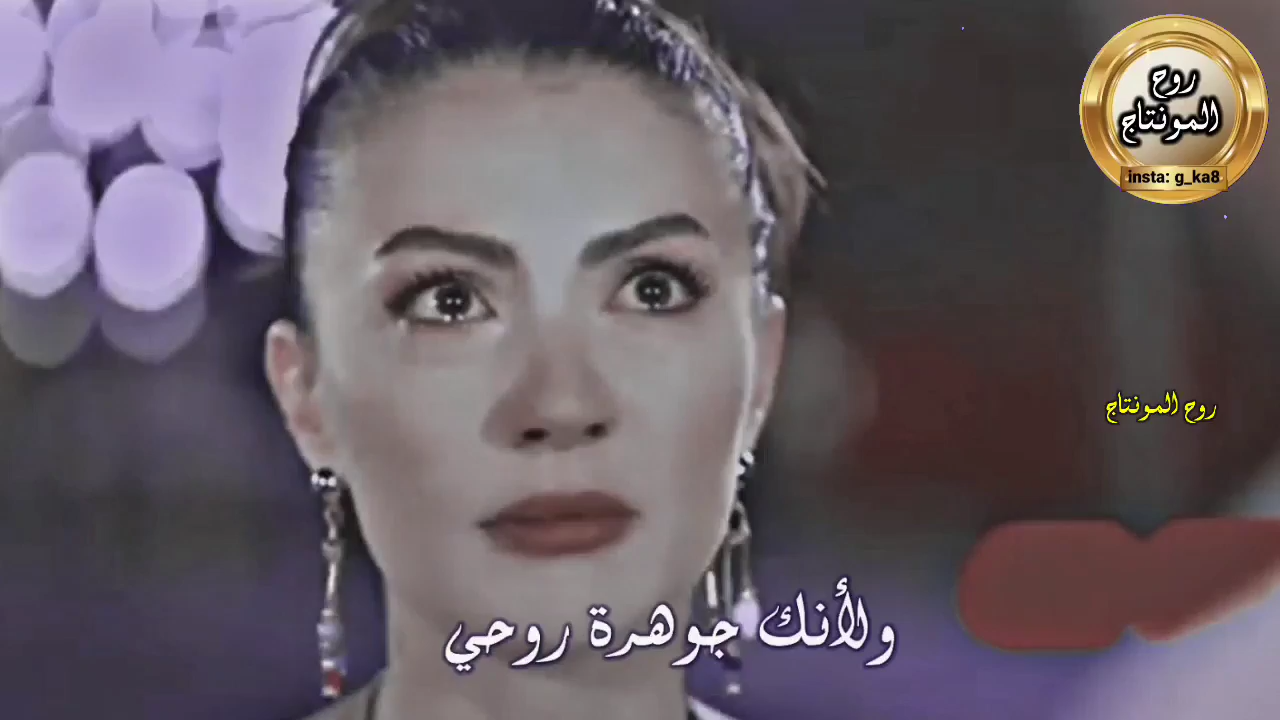 روح
المونتاج
insta: g_ka8
روح المونتاج
ولأنك جوهرة روحي